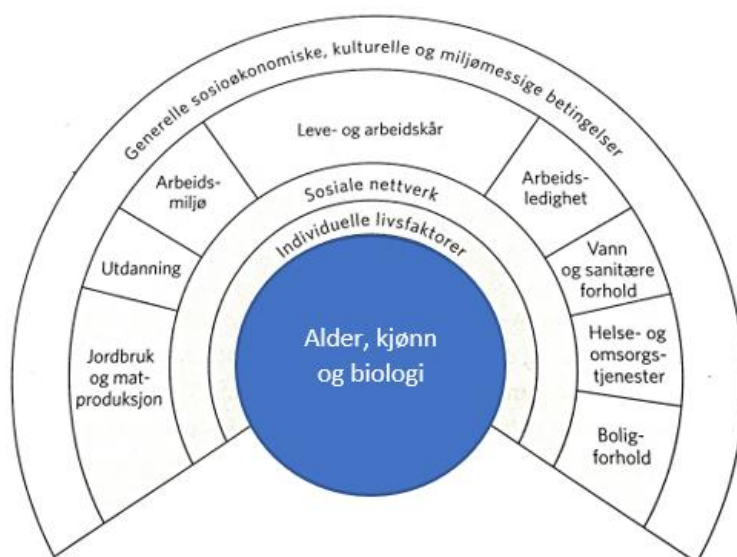 Generelle sosioøkonomiske, kulturelle og miljømessige betingelser
Leve- og arbeidskår
Arbeids-
miljø
Arbeids-
ledighet
Sosiale nettverk
Individuelle livsfaktorer
Utdanning
Vann
og sanitære
forhold
Jordbruk
og mat-
produksjon
Helse- og
omsorgs-
tjenester
Bolig-
forhold
Alder, kjønn
og biologi